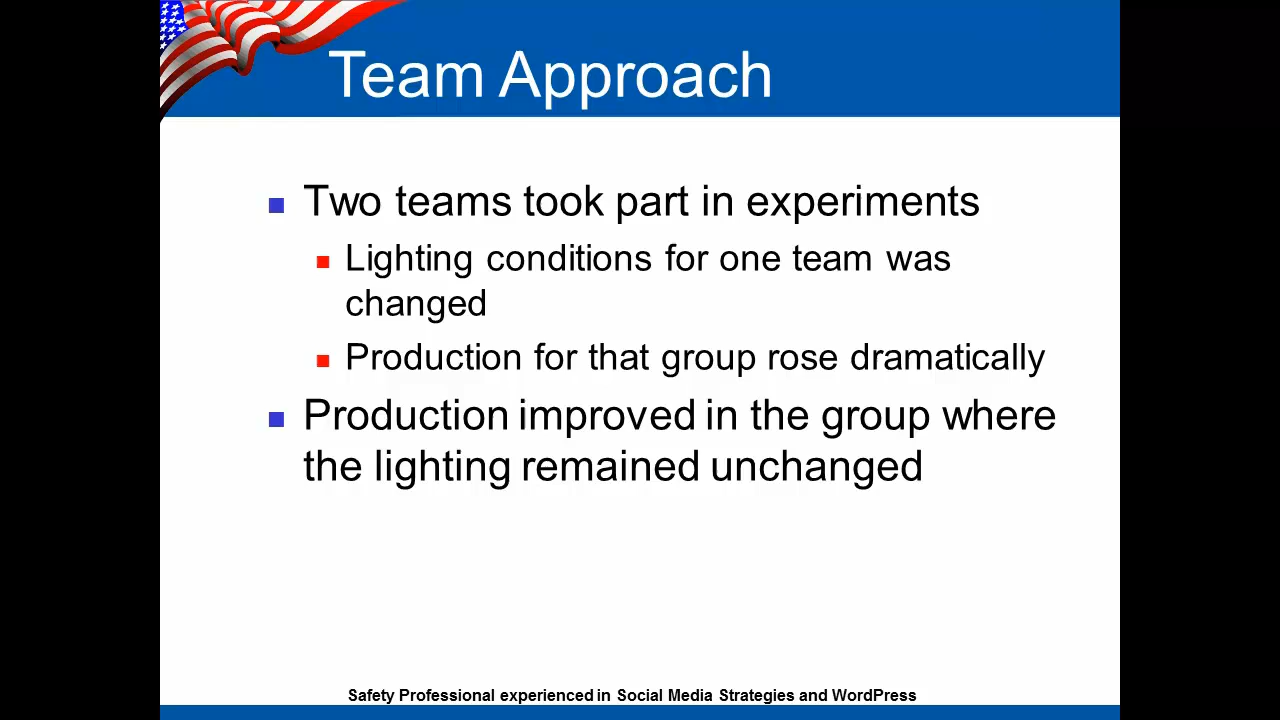 Team Approach
Two teams took part in experiments
Lighting conditions for one team was
changed
Production for that group rose dramatically
Production improved in the group where
the lighting remained unchanged
Safety Professional experienced in Social Media Strategies and WordPress